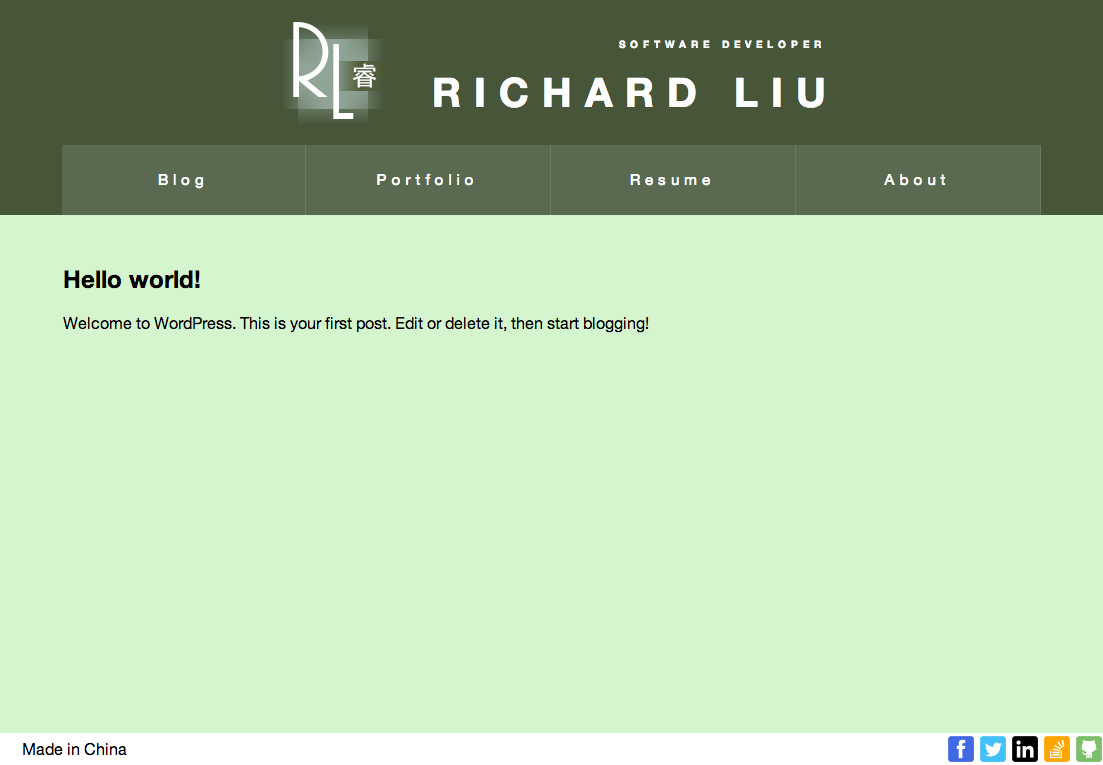 RL睿
SOFTWARE DEVELOPER
RICHARD LIU
Blog Portfolio Resume About
Hello world!
Welcome to WordPress. This is your first post. Edit or delete it, then start blogging!
Made in China